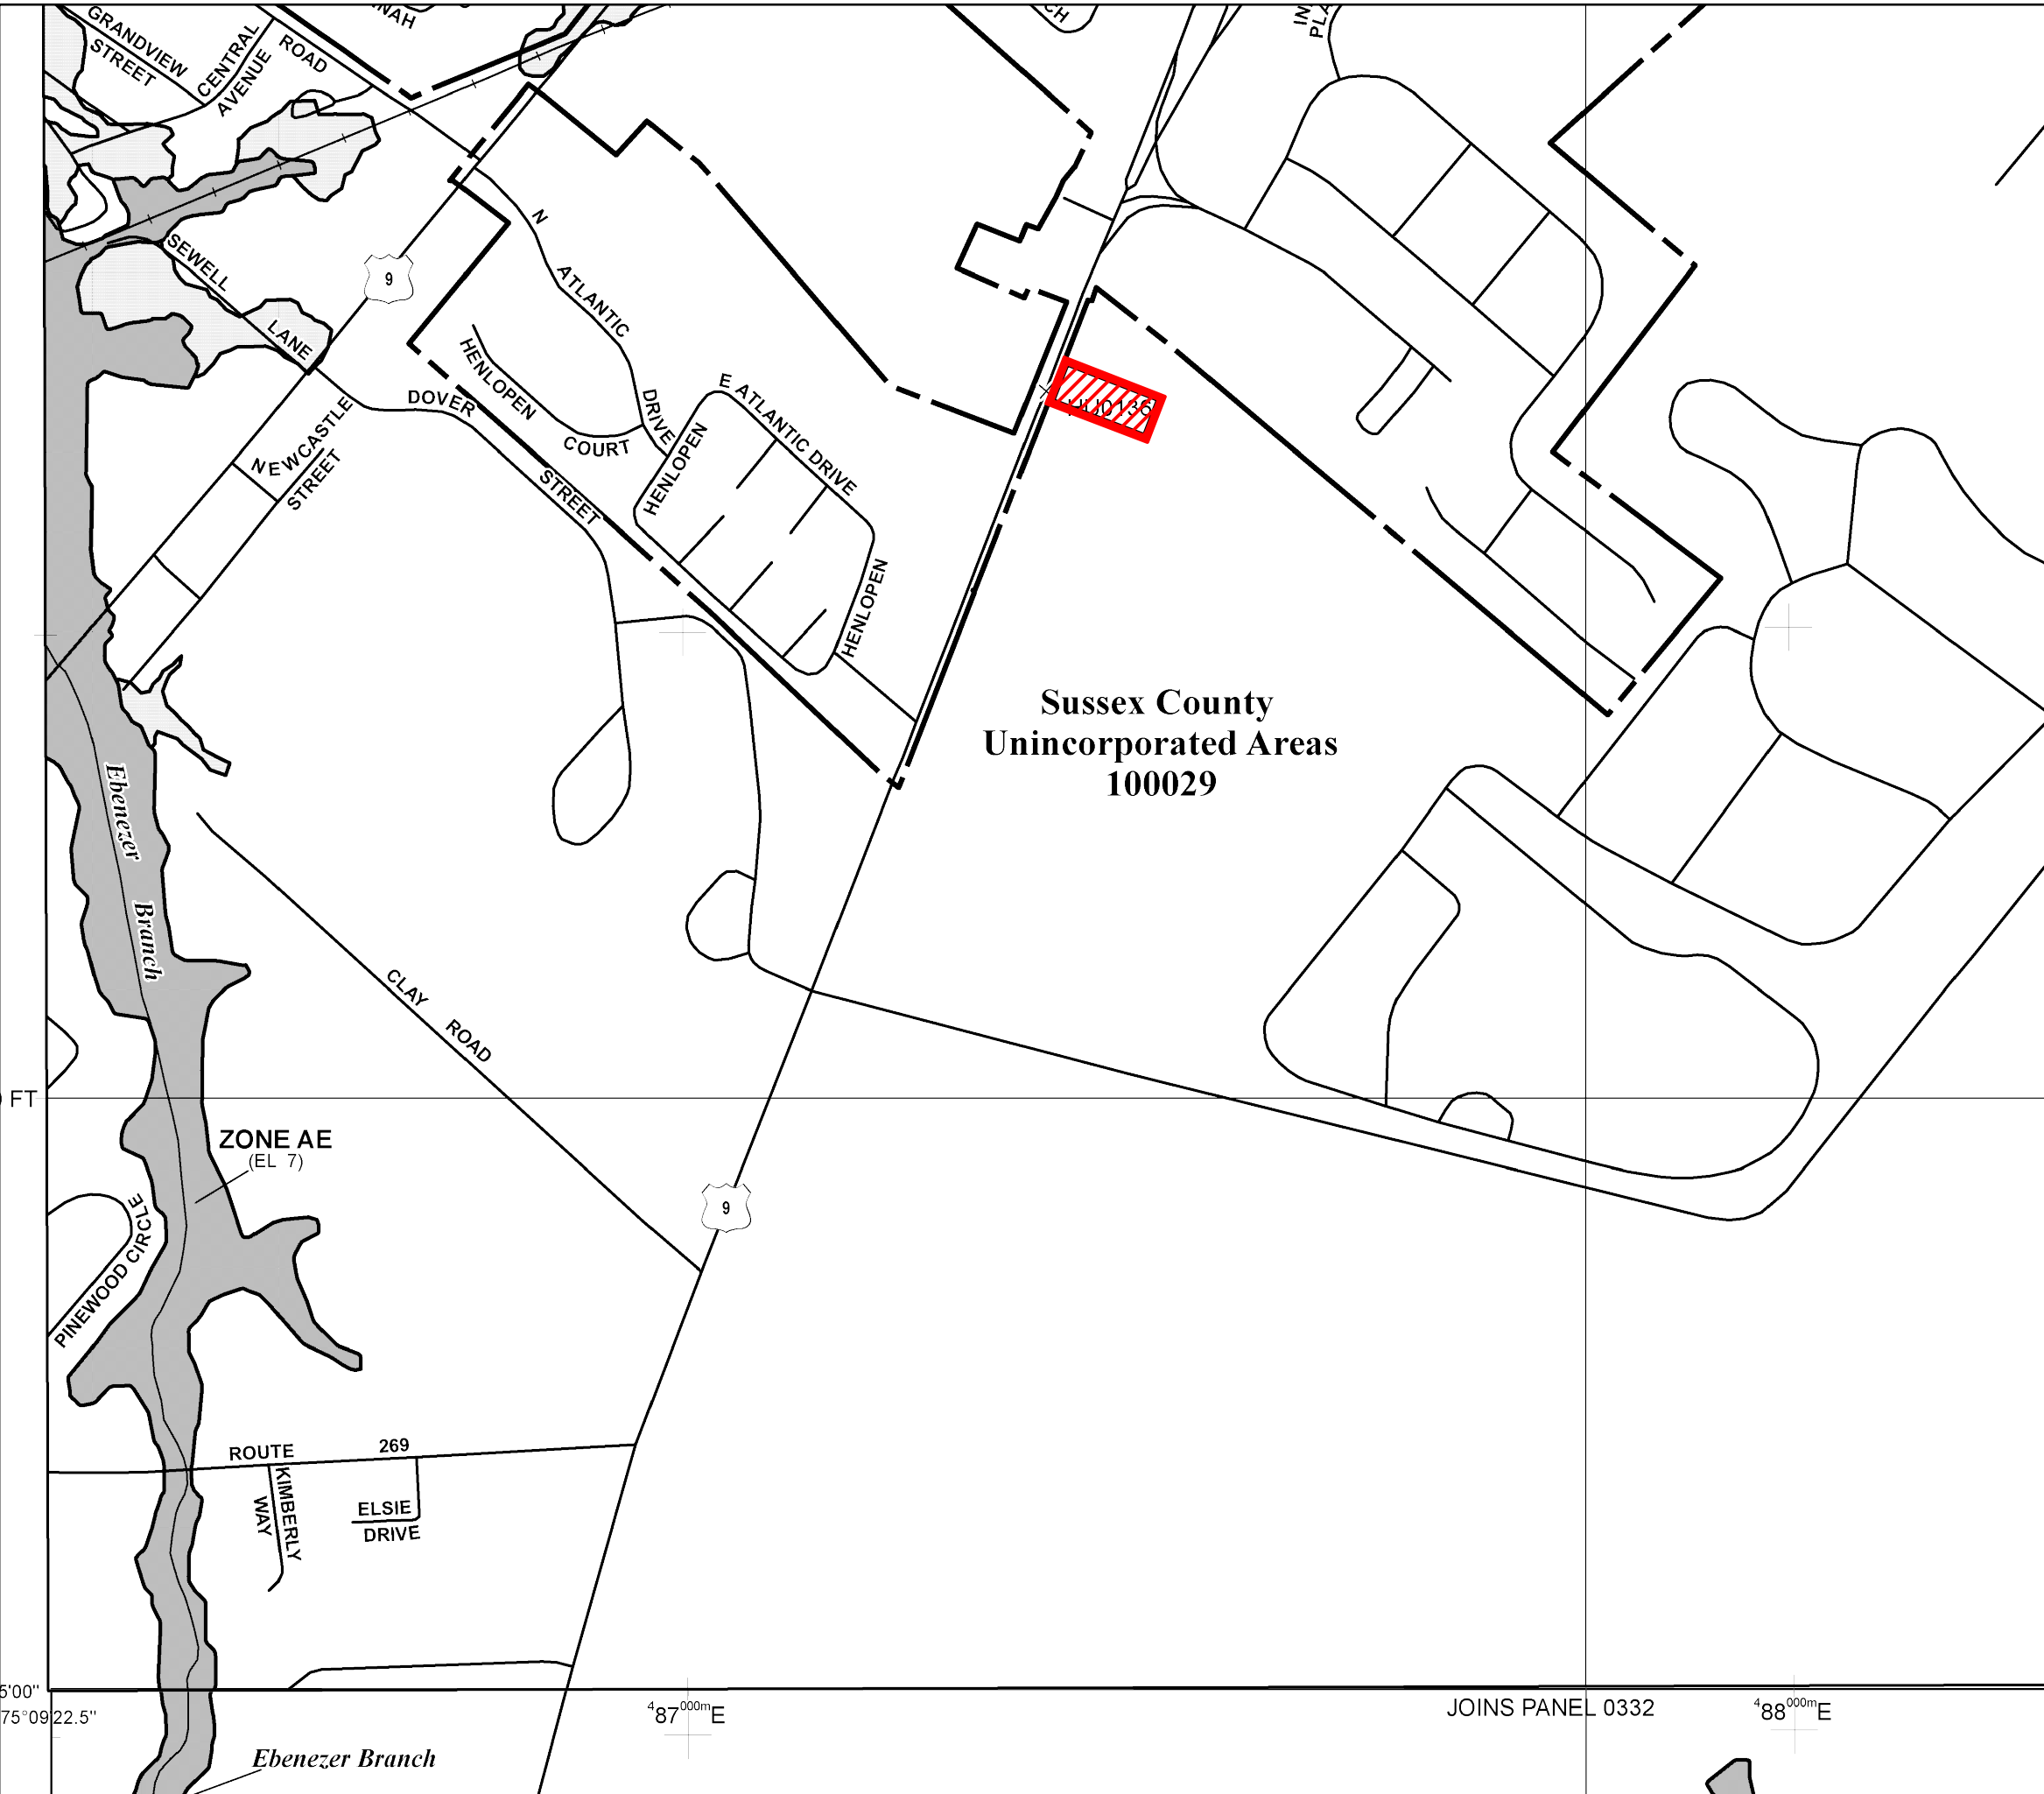 GRANDVIEW
STREET
CENTRAL
AVENUE
ROAD
NAH
CH
SEWELL
LANE
9
N
ATLANTIC
DRIVE
HENLOPEN
COURT
DOVER
STREET
NEWCASTLE
STREET
E ATLANTIC DRIVE
HENLOPEN
HENLOPEN
Sussex County
Unincorporated Areas
100029
Ebenezer
Branch
CLAY
ROAD
FT
ZONE AE
(EL 7)
9
PINEWOOD CIRCLE
ROUTE 269
KIMBERLY
WAY
ELSIE
DRIVE
5'00"
75°09'22.5"
487000mE
JOINS PANEL 0332
488000mE
Ebenezer Branch